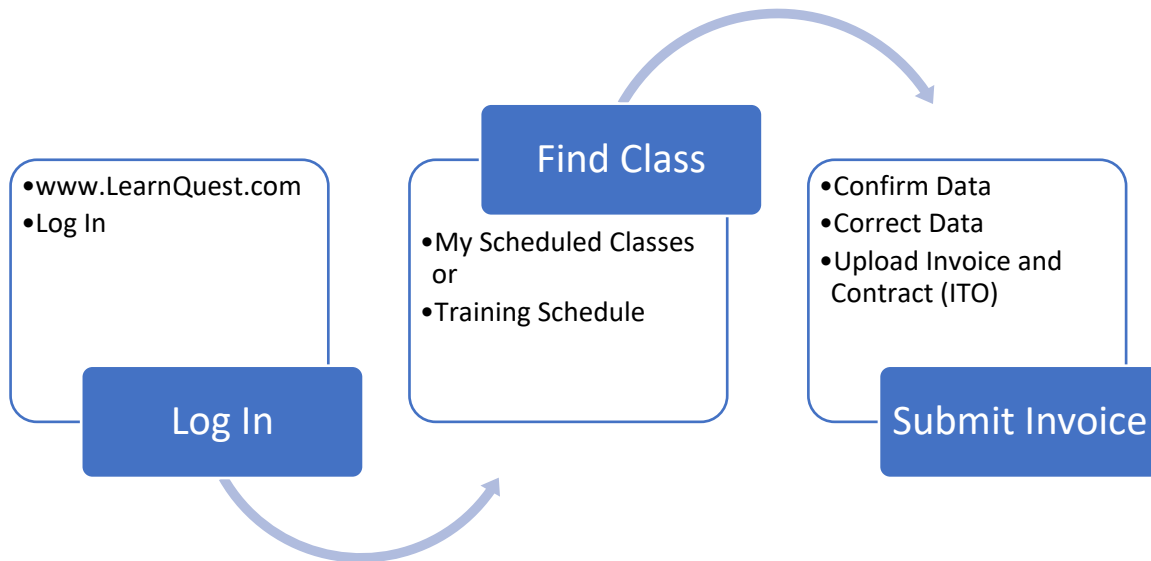 •www.LearnQuest.com
•Log In
Log In
Find Class
•My Scheduled Classes
or
•Training Schedule
•Confirm Data
•Correct Data
•Upload Invoice and
Contract (ITO)
Submit Invoice